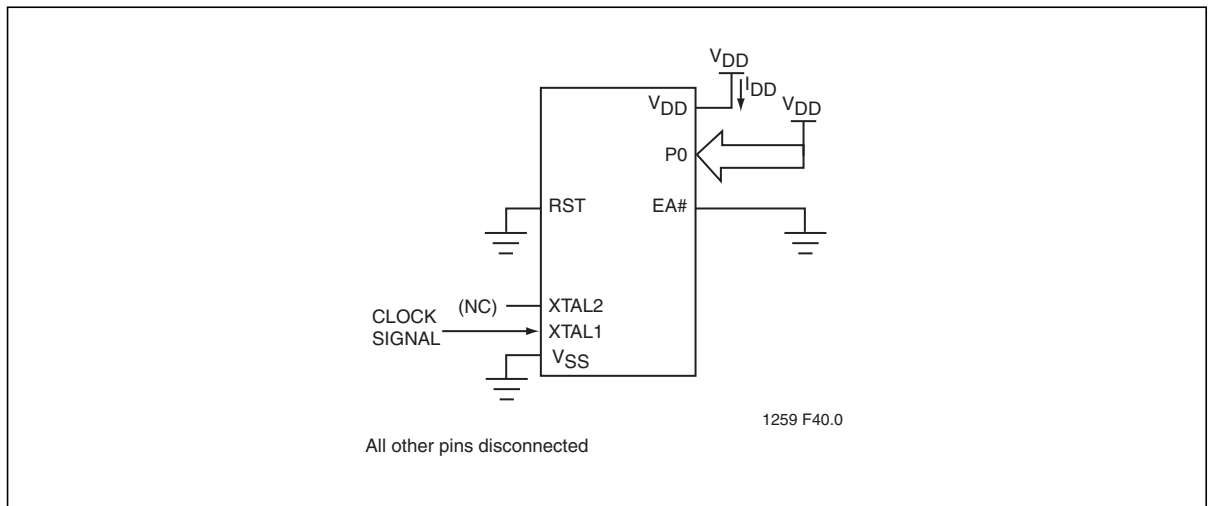 VDD
IDD
VDD
VDD
P0
RST
EA#
(NC)
XTAL2
CLOCK
SIGNAL
XTAL1
VSS
1259 F40.0
All other pins disconnected